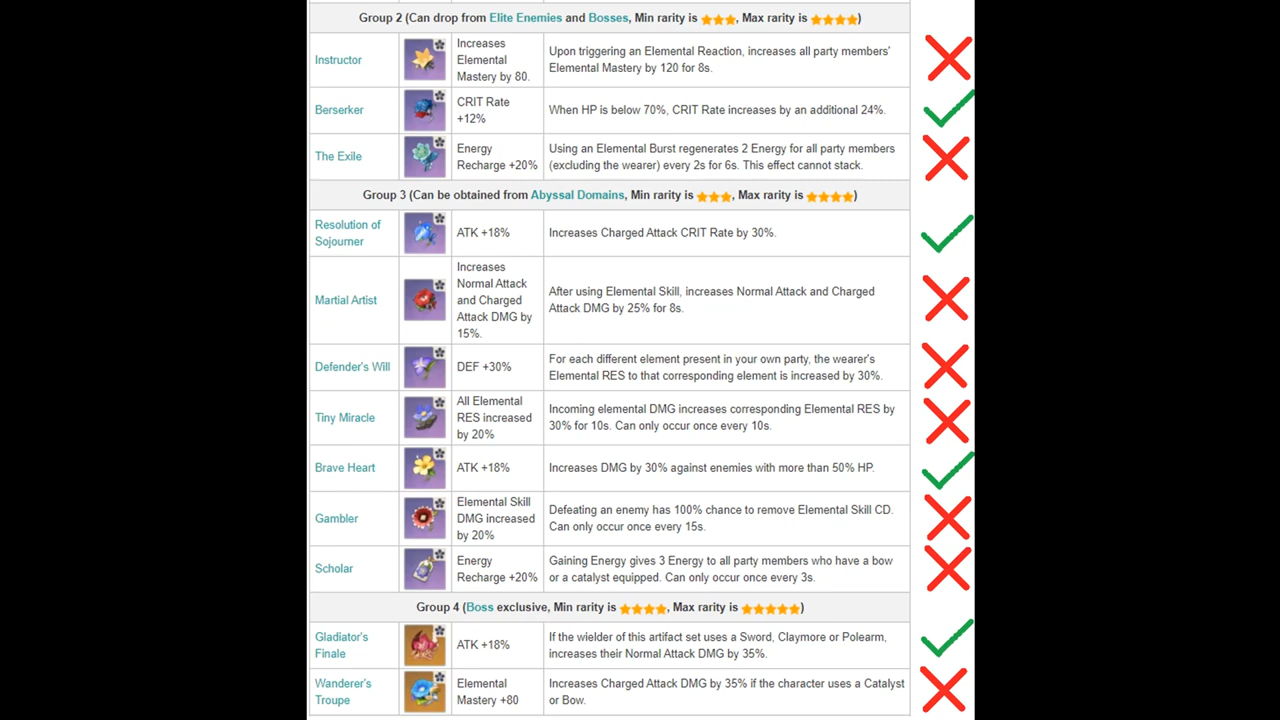 Group 2 (Can drop from Elite Enemies and Bosses, Min rarity is ★★★, Max rarity is ★★★★)
Instructor
Increases
Elemental
Mastery by 80.
Upon triggering an Elemental Reaction, increases all party members'
Elemental Mastery by 120 for 8s.
Berserker
CRIT Rate
+12%
When HP is below 70%, CRIT Rate increases by an additional 24%.
The Exile
Energy
Recharge +20%
Using an Elemental Burst regenerates 2 Energy for all party members
(excluding the wearer) every 2s for 6s. This effect cannot stack.
Group 3 (Can be obtained from Abyssal Domains, Min rarity is ★★★, Max rarity is ★★★★)
Resolution of
Sojourner
ATK +18%
Increases Charged Attack CRIT Rate by 30%.
Martial Artist
Increases
Normal Attack
and Charged
Attack DMG by
15%.
After using Elemental Skill, increases Normal Attack and Charged
Attack DMG by 25% for 8s.
Defender's Will
DEF +30%
For each different element present in your own party, the wearer's
Elemental RES to that corresponding element is increased by 30%.
Tiny Miracle
All Elemental
RES increased
by 20%
Incoming elemental DMG increases corresponding Elemental RES by
30% for 10s. Can only occur once every 10s.
Brave Heart
ATK +18%
Increases DMG by 30% against enemies with more than 50% HP.
Gambler
Elemental Skill
DMG increased
by 20%
Defeating an enemy has 100% chance to remove Elemental Skill CD.
Can only occur once every 15s.
Scholar
Energy
Recharge +20%
Gaining Energy gives 3 Energy to all party members who have a bow
or a catalyst equipped. Can only occur once every 3s.
Group 4 (Boss exclusive, Min rarity is ★★★★, Max rarity is ★★★★★)
Gladiator's
Finale
ATK +18%
If the wielder of this artifact set uses a Sword, Claymore or Polearm,
increases their Normal Attack DMG by 35%.
Wanderer's
Troupe
Elemental
Mastery +80
Increases Charged Attack DMG by 35% if the character uses a Catalyst
or Bow.